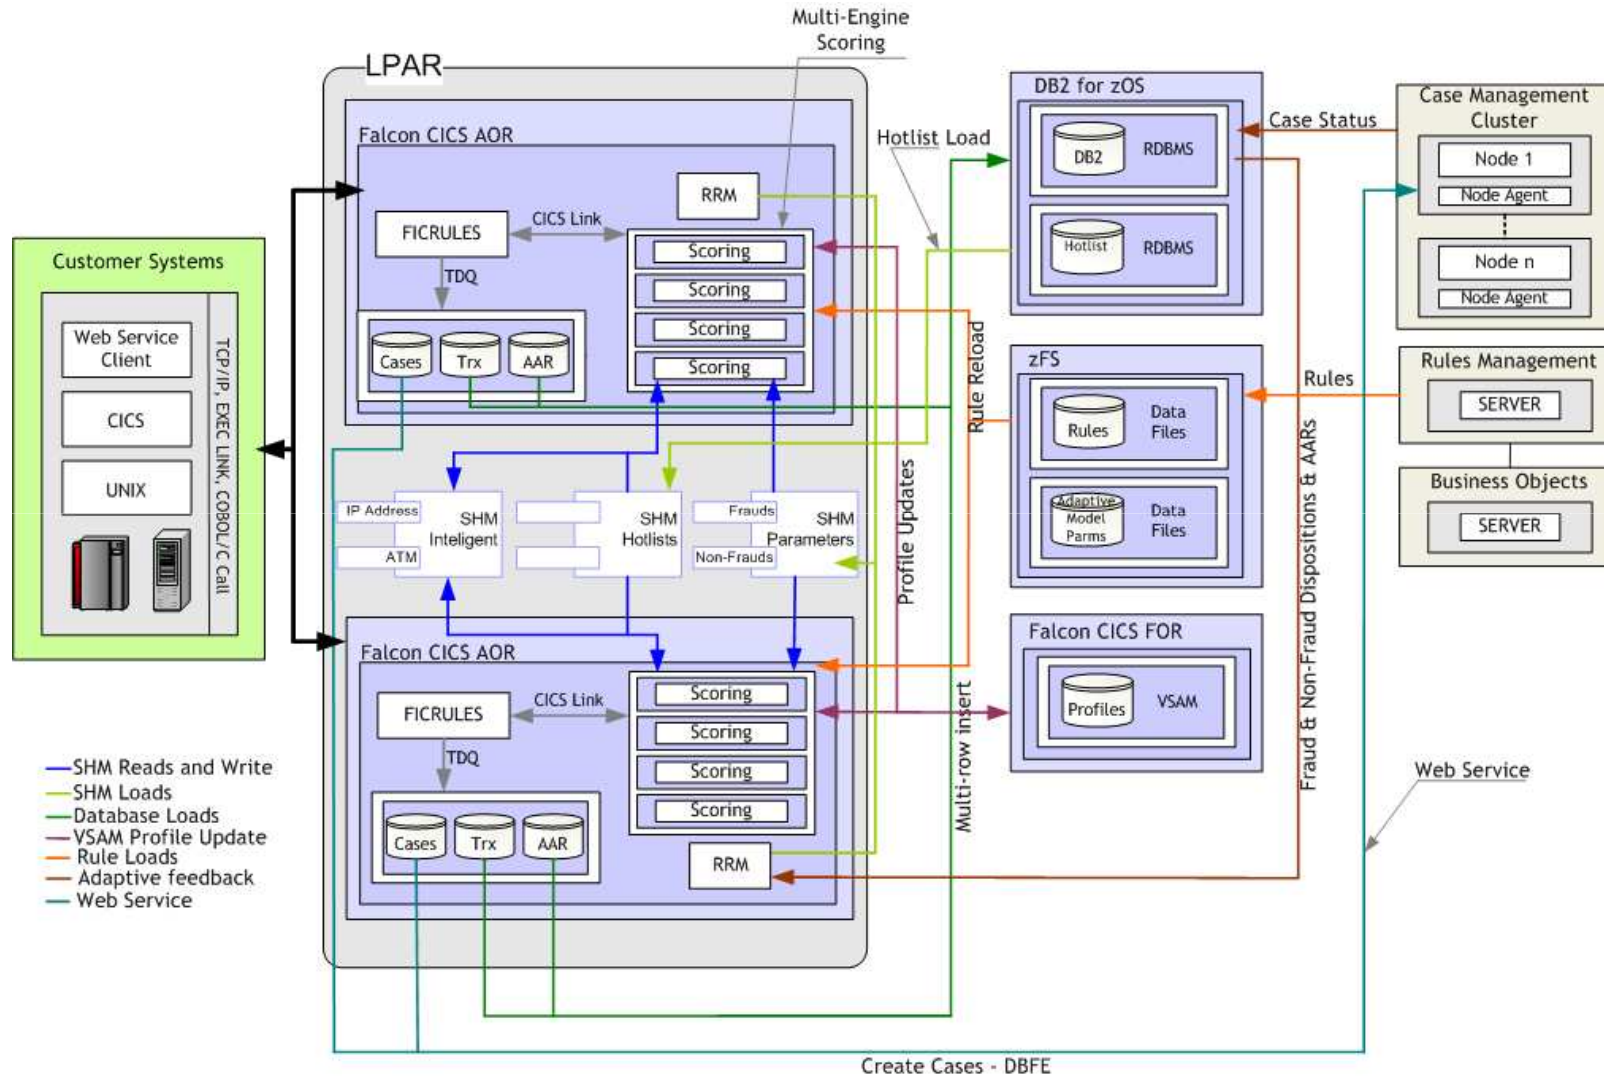 Multi-Engine
Scoring
LPAR
Falcon CICS AOR
RRM
FICRULES
CICS Link
TDQ
Scoring
Scoring
Scoring
Scoring
Cases
Trx
AAR
Customer Systems
Web Service
Client
CICS
UNIX
TCP/IP, EXEC LINK, COBOL/C Call
IP Address
ATM
SHM
Inteligent
SHM
Hotlists
Frauds
Non-Frauds
SHM
Parameters
Falcon CICS AOR
FICRULES
CICS Link
TDQ
Scoring
Scoring
Scoring
Scoring
Cases
Trx
AAR
RRM
Hotlist Load
Rule Reload
Profile Updates
Multi-row insert
DB2 for zOS
DB2
RDBMS
Hotlist
RDBMS
zFS
Rules
Data
Files
Adaptive
Model
Parms
Data
Files
Falcon CICS FOR
Profiles
VSAM
Case Status
Rules
Fraud & Non-Fraud Dispositions & AARs
Case Management
Cluster
Node 1
Node Agent
Node n
Node Agent
Rules Management
SERVER
Business Objects
SERVER
Web Service
SHM Reads and Write
SHM Loads
Database Loads
VSAM Profile Update
Rule Loads
Adaptive feedback
Web Service
Create Cases - DBFE